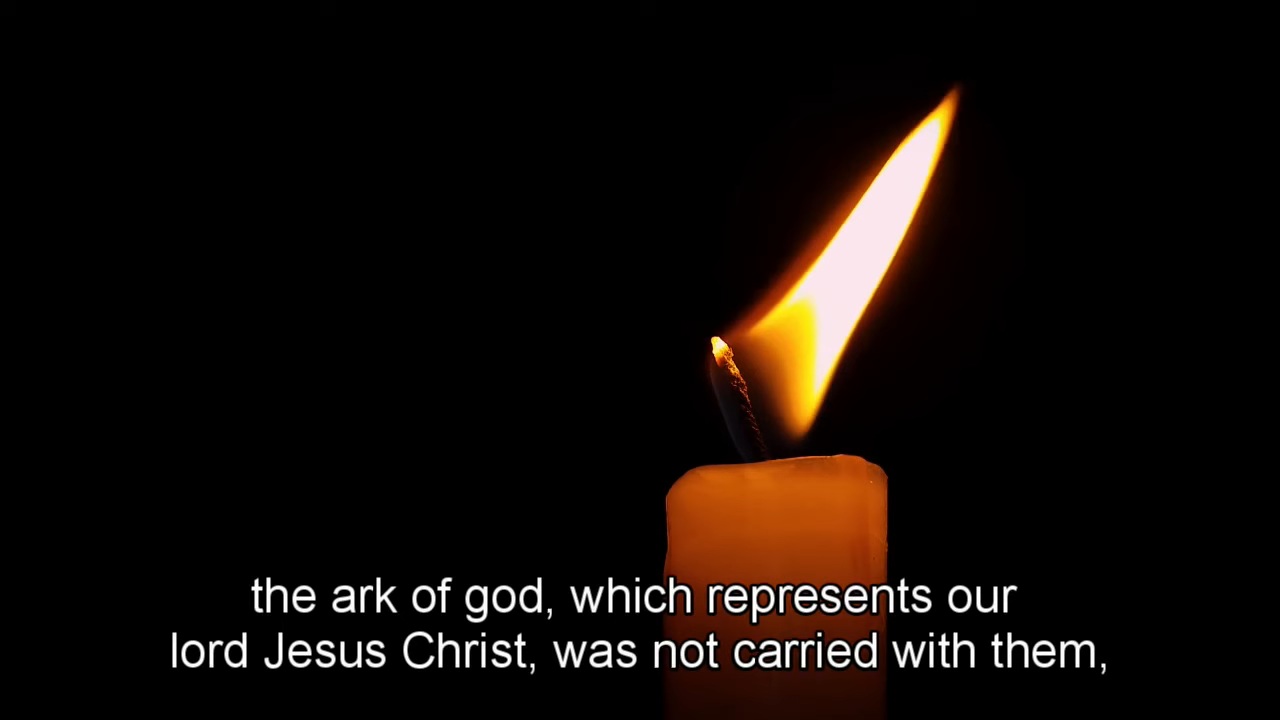 the ark of god, which represents our
lord Jesus Christ, was not carried with them,